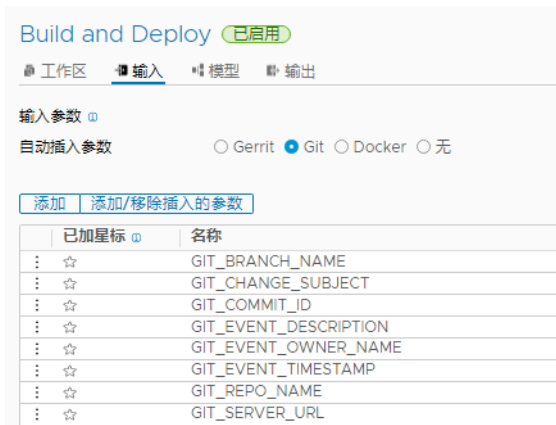 Build and Deploy 已启用
工作区 输入 模型 输出
输入参数
自动插入参数 Gerrit Git Docker 无
添加 添加/移除插入的参数
已加星标 名称
GIT_BRANCH_NAME
GIT_CHANGE_SUBJECT
GIT_COMMIT_ID
GIT_EVENT_DESCRIPTION
GIT_EVENT_OWNER_NAME
GIT_EVENT_TIMESTAMP
GIT_REPO_NAME
GIT_SERVER_URL